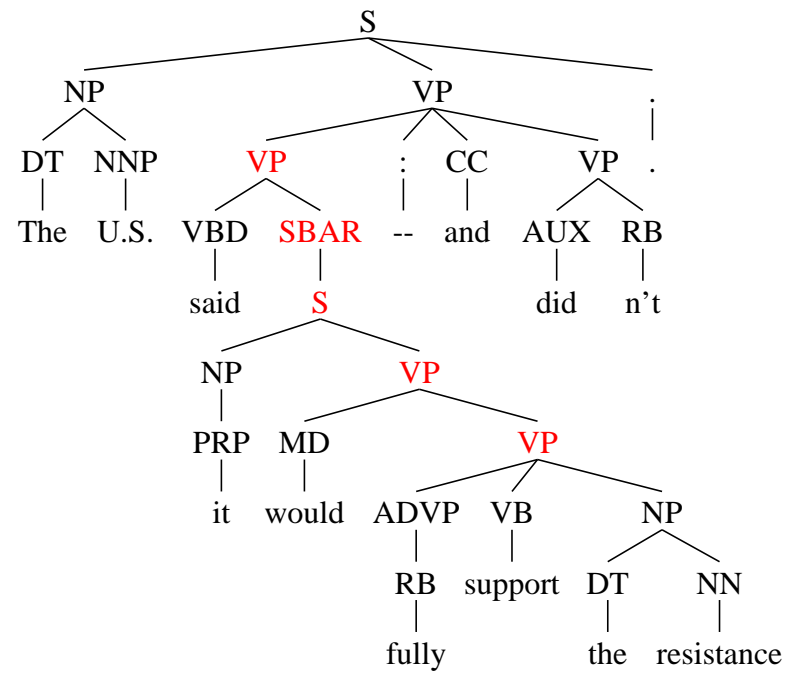 S
NP VP .
DT NNP VP : CC VP .
The U.S. VBD SBAR -- and AUX RB
said S did n’t
NP VP
PRP MD VP
it would ADVP VB NP
RB support DT NN
fully the resistance